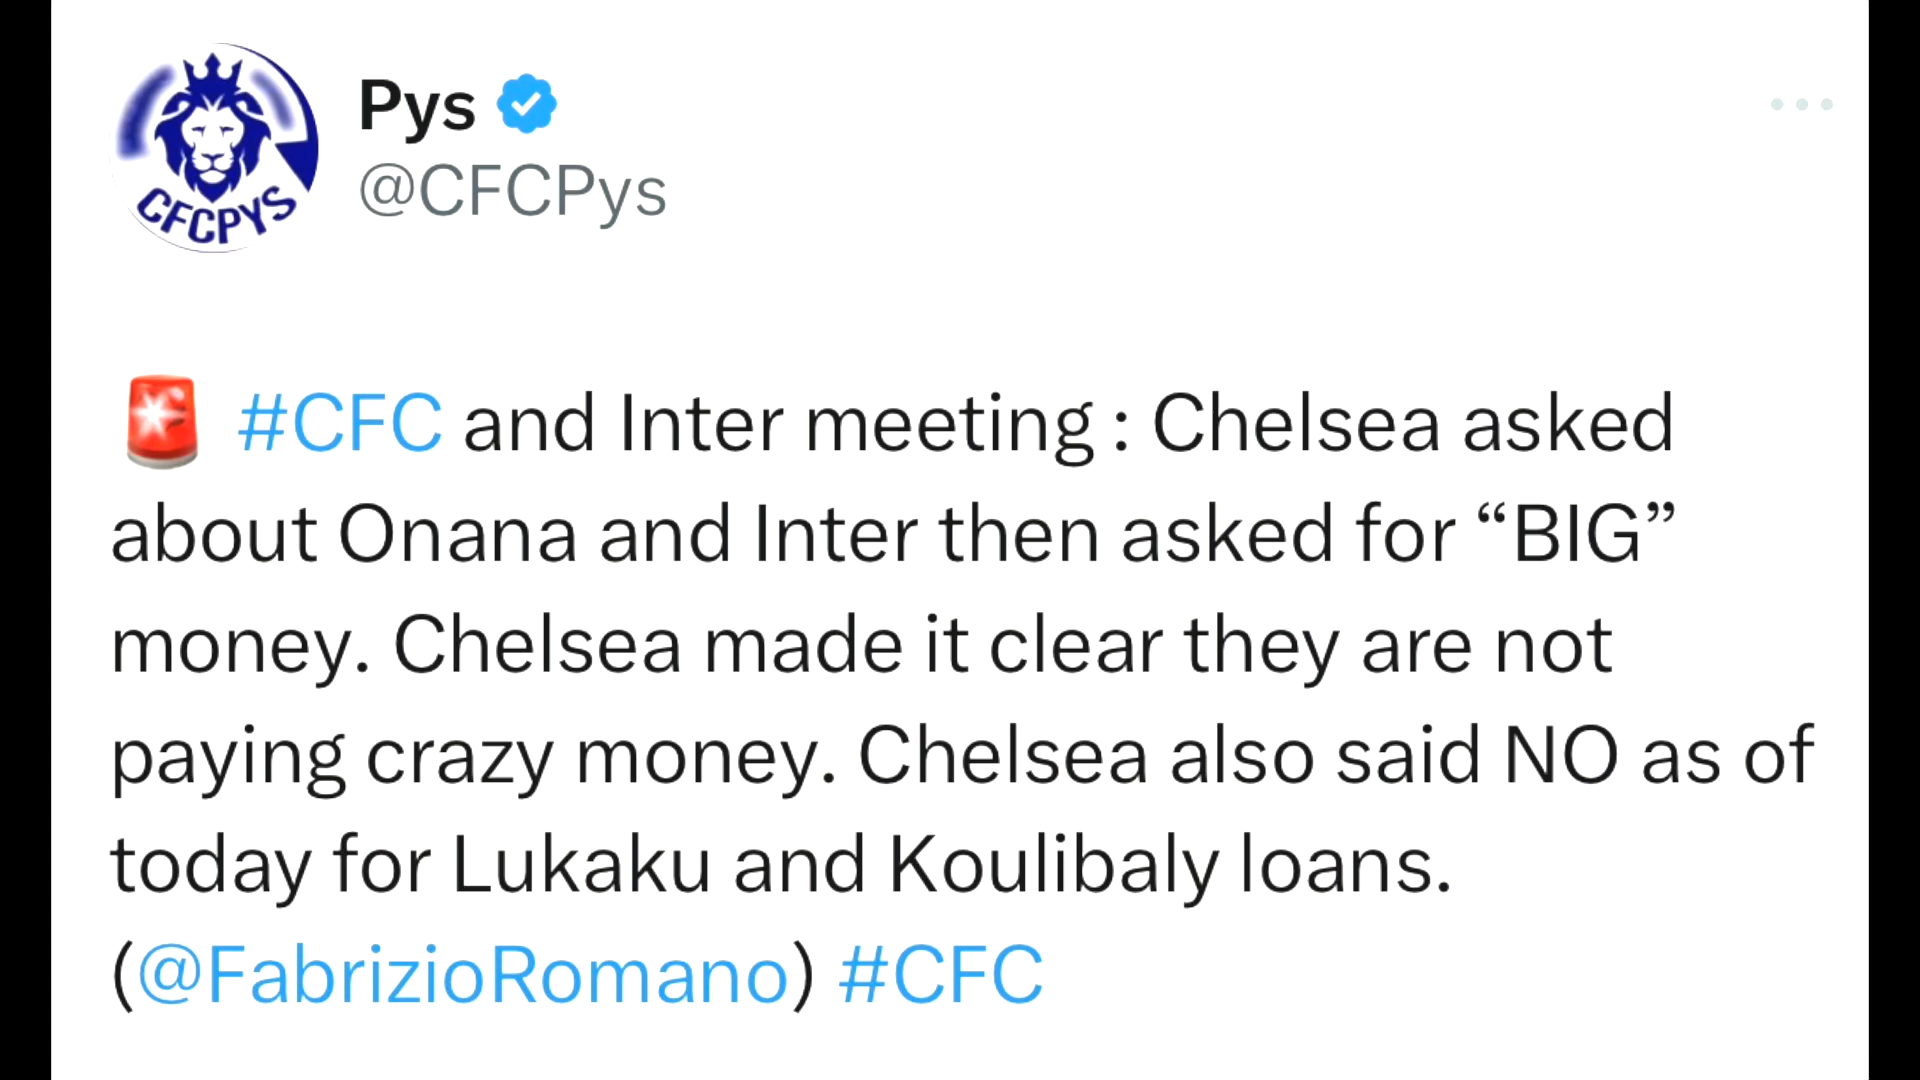 Pys
@CFCPys
CFCPYS
🚨 #CFC and Inter meeting : Chelsea asked
about Onana and Inter then asked for “BIG”
money. Chelsea made it clear they are not
paying crazy money. Chelsea also said NO as of
today for Lukaku and Koulibaly loans.
(@FabrizioRomano) #CFC